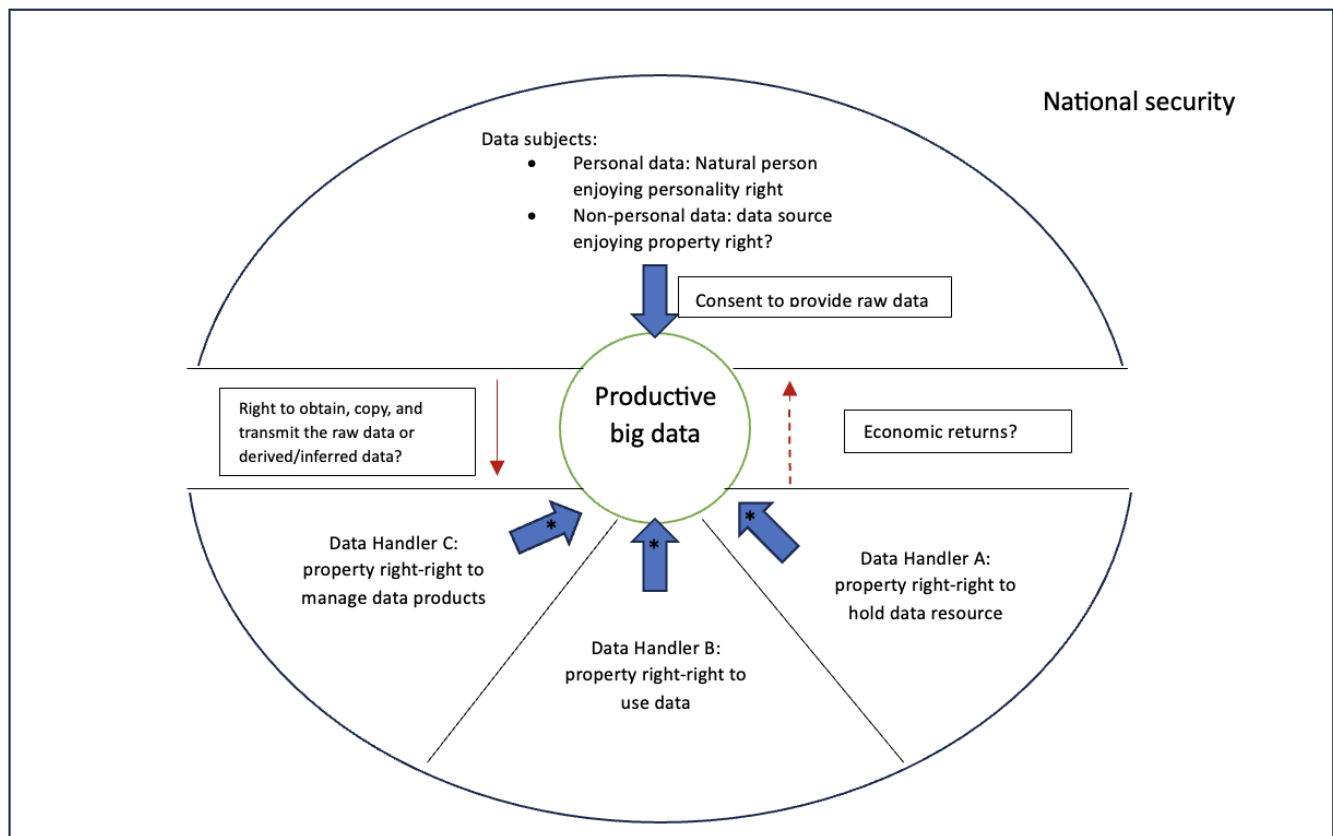 National security
Data subjects:
• Personal data: Natural person
enjoying personality right
• Non-personal data: data source
enjoying property right?
Consent to provide raw data
Productive
big data
Right to obtain, copy, and
transmit the raw data or
derived/inferred data?
Economic returns?
*
*
*
Data Handler C:
property right-right to
manage data products
Data Handler B:
property right-right to
use data
Data Handler A:
property right-right to
hold data resource